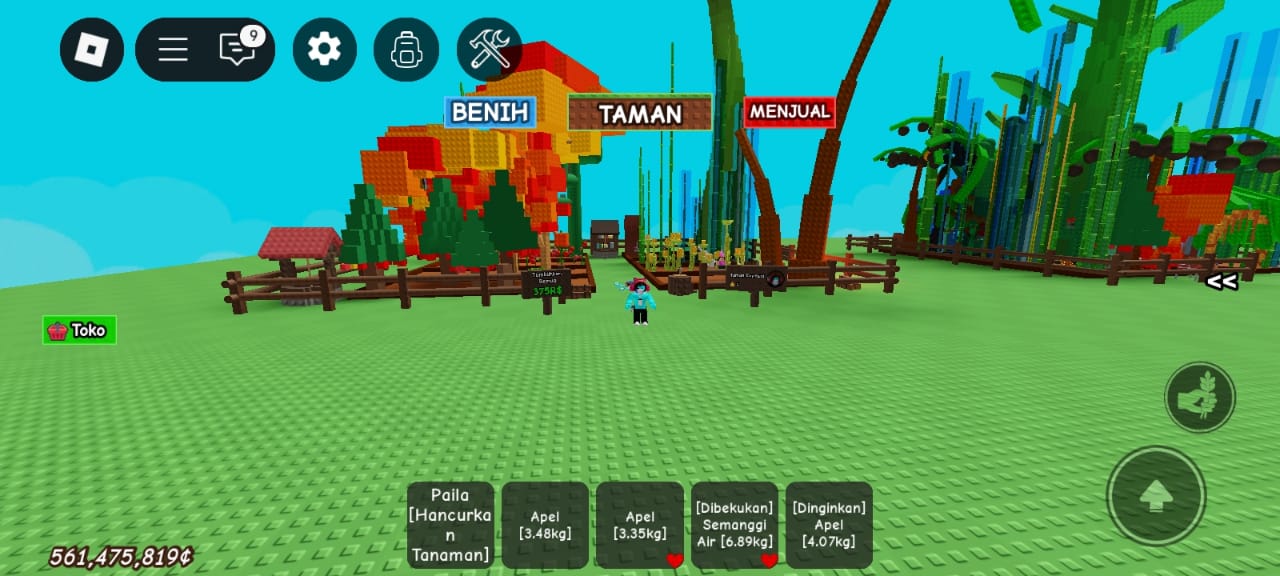 9
BENIH
TAMAN
MENJUAL
375R$
<<
Toko
Paila
[Hancurka
n
Tanaman]
Apel
[3.48kg]
Apel
[3.35kg]
[Dibekukan]
Semanggi
Air [6.89kg]
[Dinginkan]
Apel
[4.07kg]
561,475,819¢